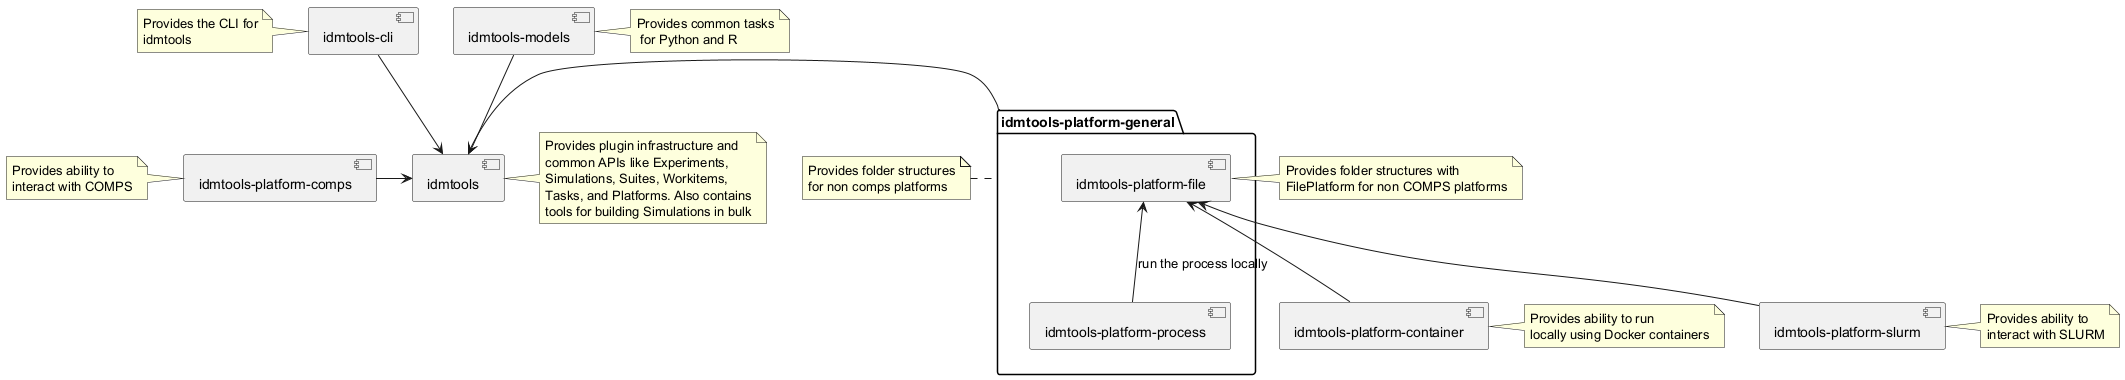 Provides the CLI for
idmtools
idmtools-cli
idmtools-models
Provides common tasks
for Python and R
idmtools-platform-general
Provides ability to
interact with COMPS
idmtools-platform-comps
idmtools
Provides plugin infrastructure and
common APIs like Experiments,
Simulations, Suites, Workitems,
Tasks, and Platforms. Also contains
tools for building Simulations in bulk
Provides folder structures
for non comps platforms
idmtools-platform-file
Provides folder structures with
FilePlatform for non COMPS platforms
run the process locally
idmtools-platform-process
idmtools-platform-container
Provides ability to run
locally using Docker containers
idmtools-platform-slurm
Provides ability to
interact with SLURM